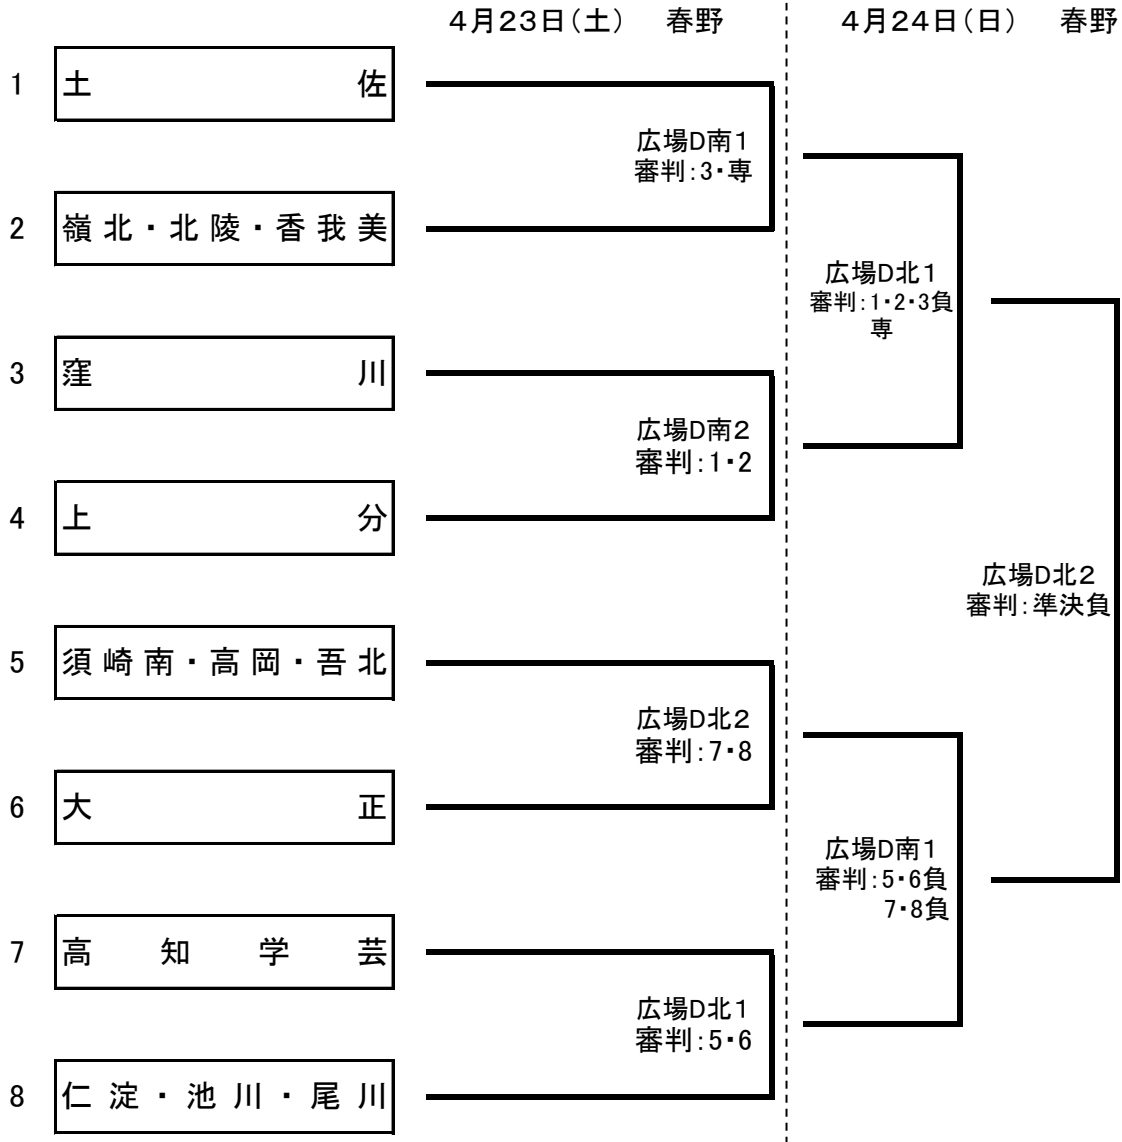 4月23日(土) 春野
4月24日(日) 春野
1 土佐
広場D南1
審判:3・専
2 嶺北・北陵・香我美
広場D北1
審判:1・2・3負
専
3 窪川
広場D南2
審判:1・2
4 上分
広場D北2
審判:準決負
5 須崎南・高岡・吾北
広場D北2
審判:7・8
6 大正
広場D南1
審判:5・6負
7・8負
7 高知学芸
広場D北1
審判:5・6
8 仁淀・池川・尾川